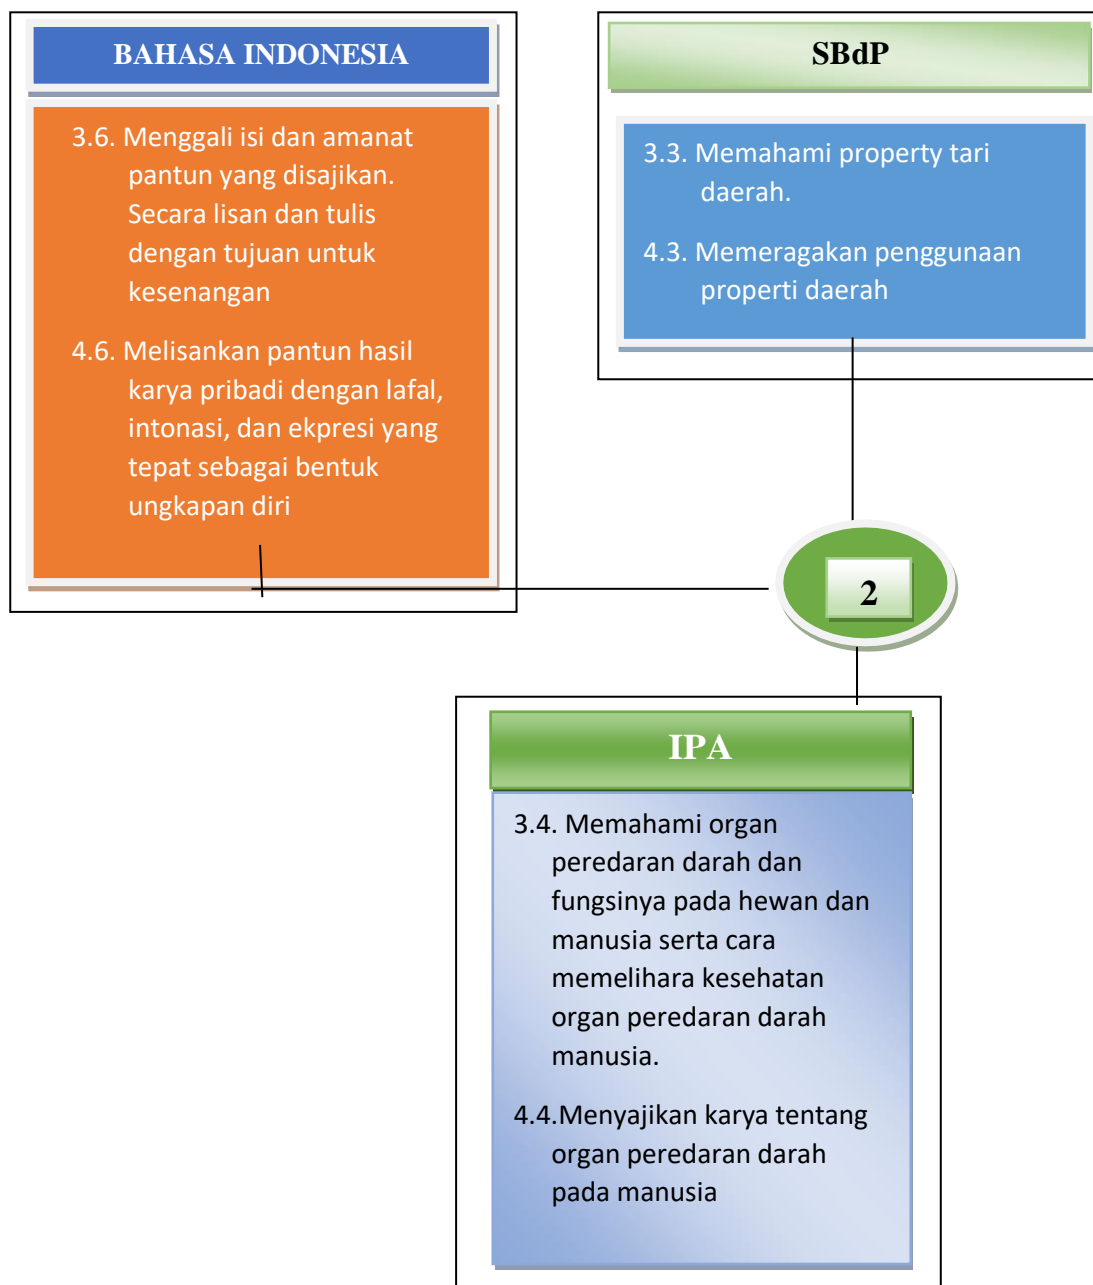 BAHASA INDONESIA
3.6. Menggali isi dan amanat
pantun yang disajikan.
Secara lisan dan tulis
dengan tujuan untuk
kesenangan
4.6. Melisankan pantun hasil
karya pribadi dengan lafal,
intonasi, dan ekpresi yang
tepat sebagai bentuk
ungkapan diri
SBdP
3.3. Memahami property tari
daerah.
4.3. Memeragakan penggunaan
properti daerah
2
IPA
3.4. Memahami organ
peredaran darah dan
fungsinya pada hewan dan
manusia serta cara
memelihara kesehatan
organ peredaran darah
manusia.
4.4.Menyajikan karya tentang
organ peredaran darah
pada manusia